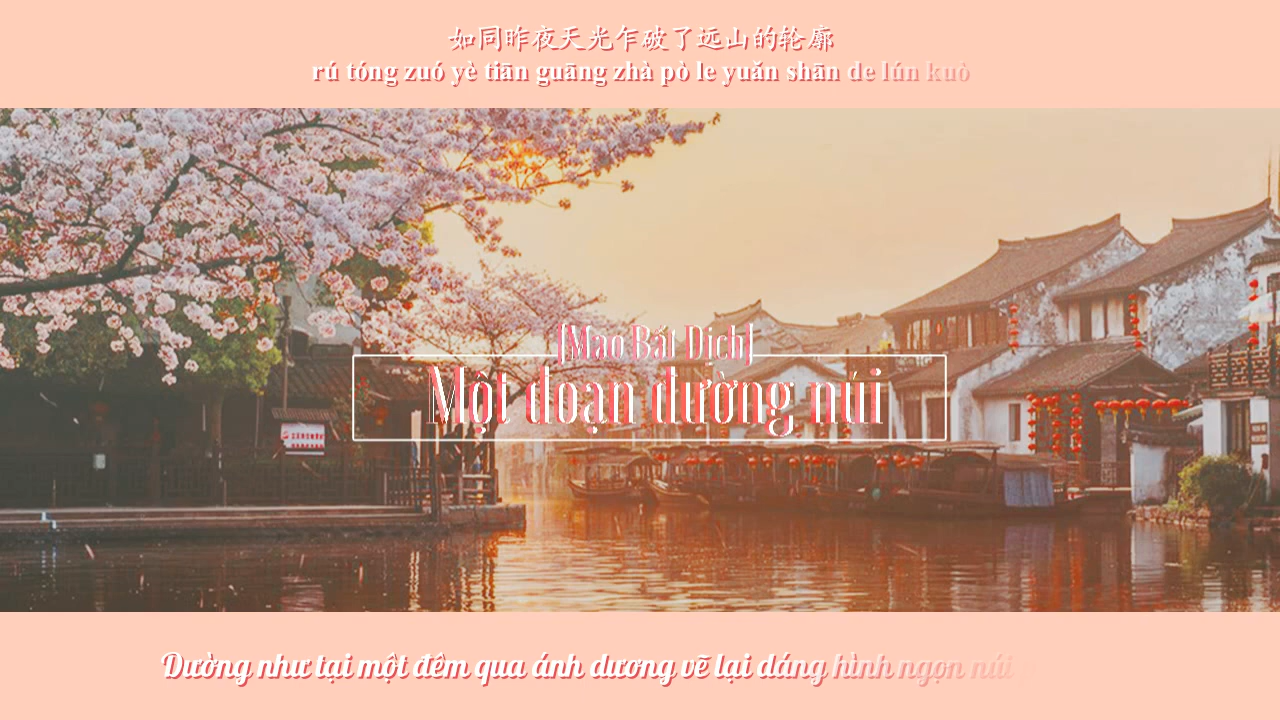 如同昨夜天光乍破了远山的轮廓
rú tóng zuó yè tiān guāng zhà pò le yuǎn shān de lún kuò
[Mao Bất Dịch]
Một đoạn đường núi
Dường như tại một đêm qua ánh dương vẽ lại dáng hình ngọn núi